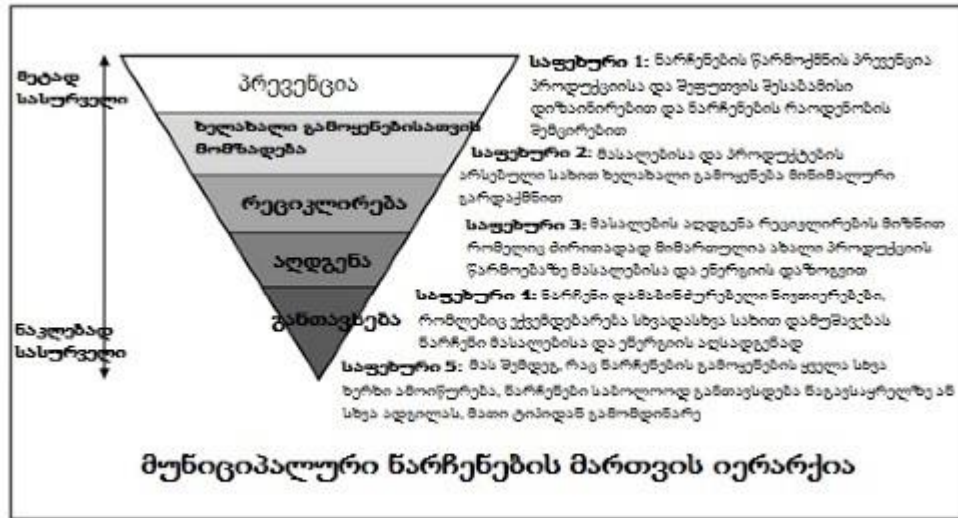 მეტად
სასურველი
პრევენცია
ხელახალი გამოყენებისათვის
მომზადება
რეციკლირება
აღდგენა
განთავსება
ნაკლებად
სასურველი
საფეხური 1: ნარჩენების წარმოქმნის პრევენცია
პროდუქციისა და შეფუთვის შესაბამისი
დიზაინირებით და ნარჩენების რაოდენობის
შემცირებით
საფეხური 2: მასალებისა და პროდუქტების
არსებული სახით ხელახალი გამოყენება მინიმალური
გარდაქმნით
საფეხური 3: მასალების აღდგენა რეციკლირების მიზნით
რომელიც ძირითადად მიმართულია ახალი პროდუქციის
წარმოებაზე მასალებისა და ენერგიის დაზოგვით
საფეხური 4: ნარჩენი დამაბინძურებელი ნივთიერებები,
რომლებიც ექვემდებარება სხვადასხვა სახით დამუშავებას
ნარჩენი მასალებისა და ენერგიის აღსადგენად
საფეხური 5: მას შემდეგ, რაც ნარჩენების გამოყენების ყველა სხვა
ხერხი ამოიწურება, ნარჩენები საბოლოოდ განთავსდება ნაგავსაყრელზე ან
სხვა ადგილას, მათი ტიპიდან გამომდინარე
მუნიციპალური ნარჩენების მართვის იერარქია